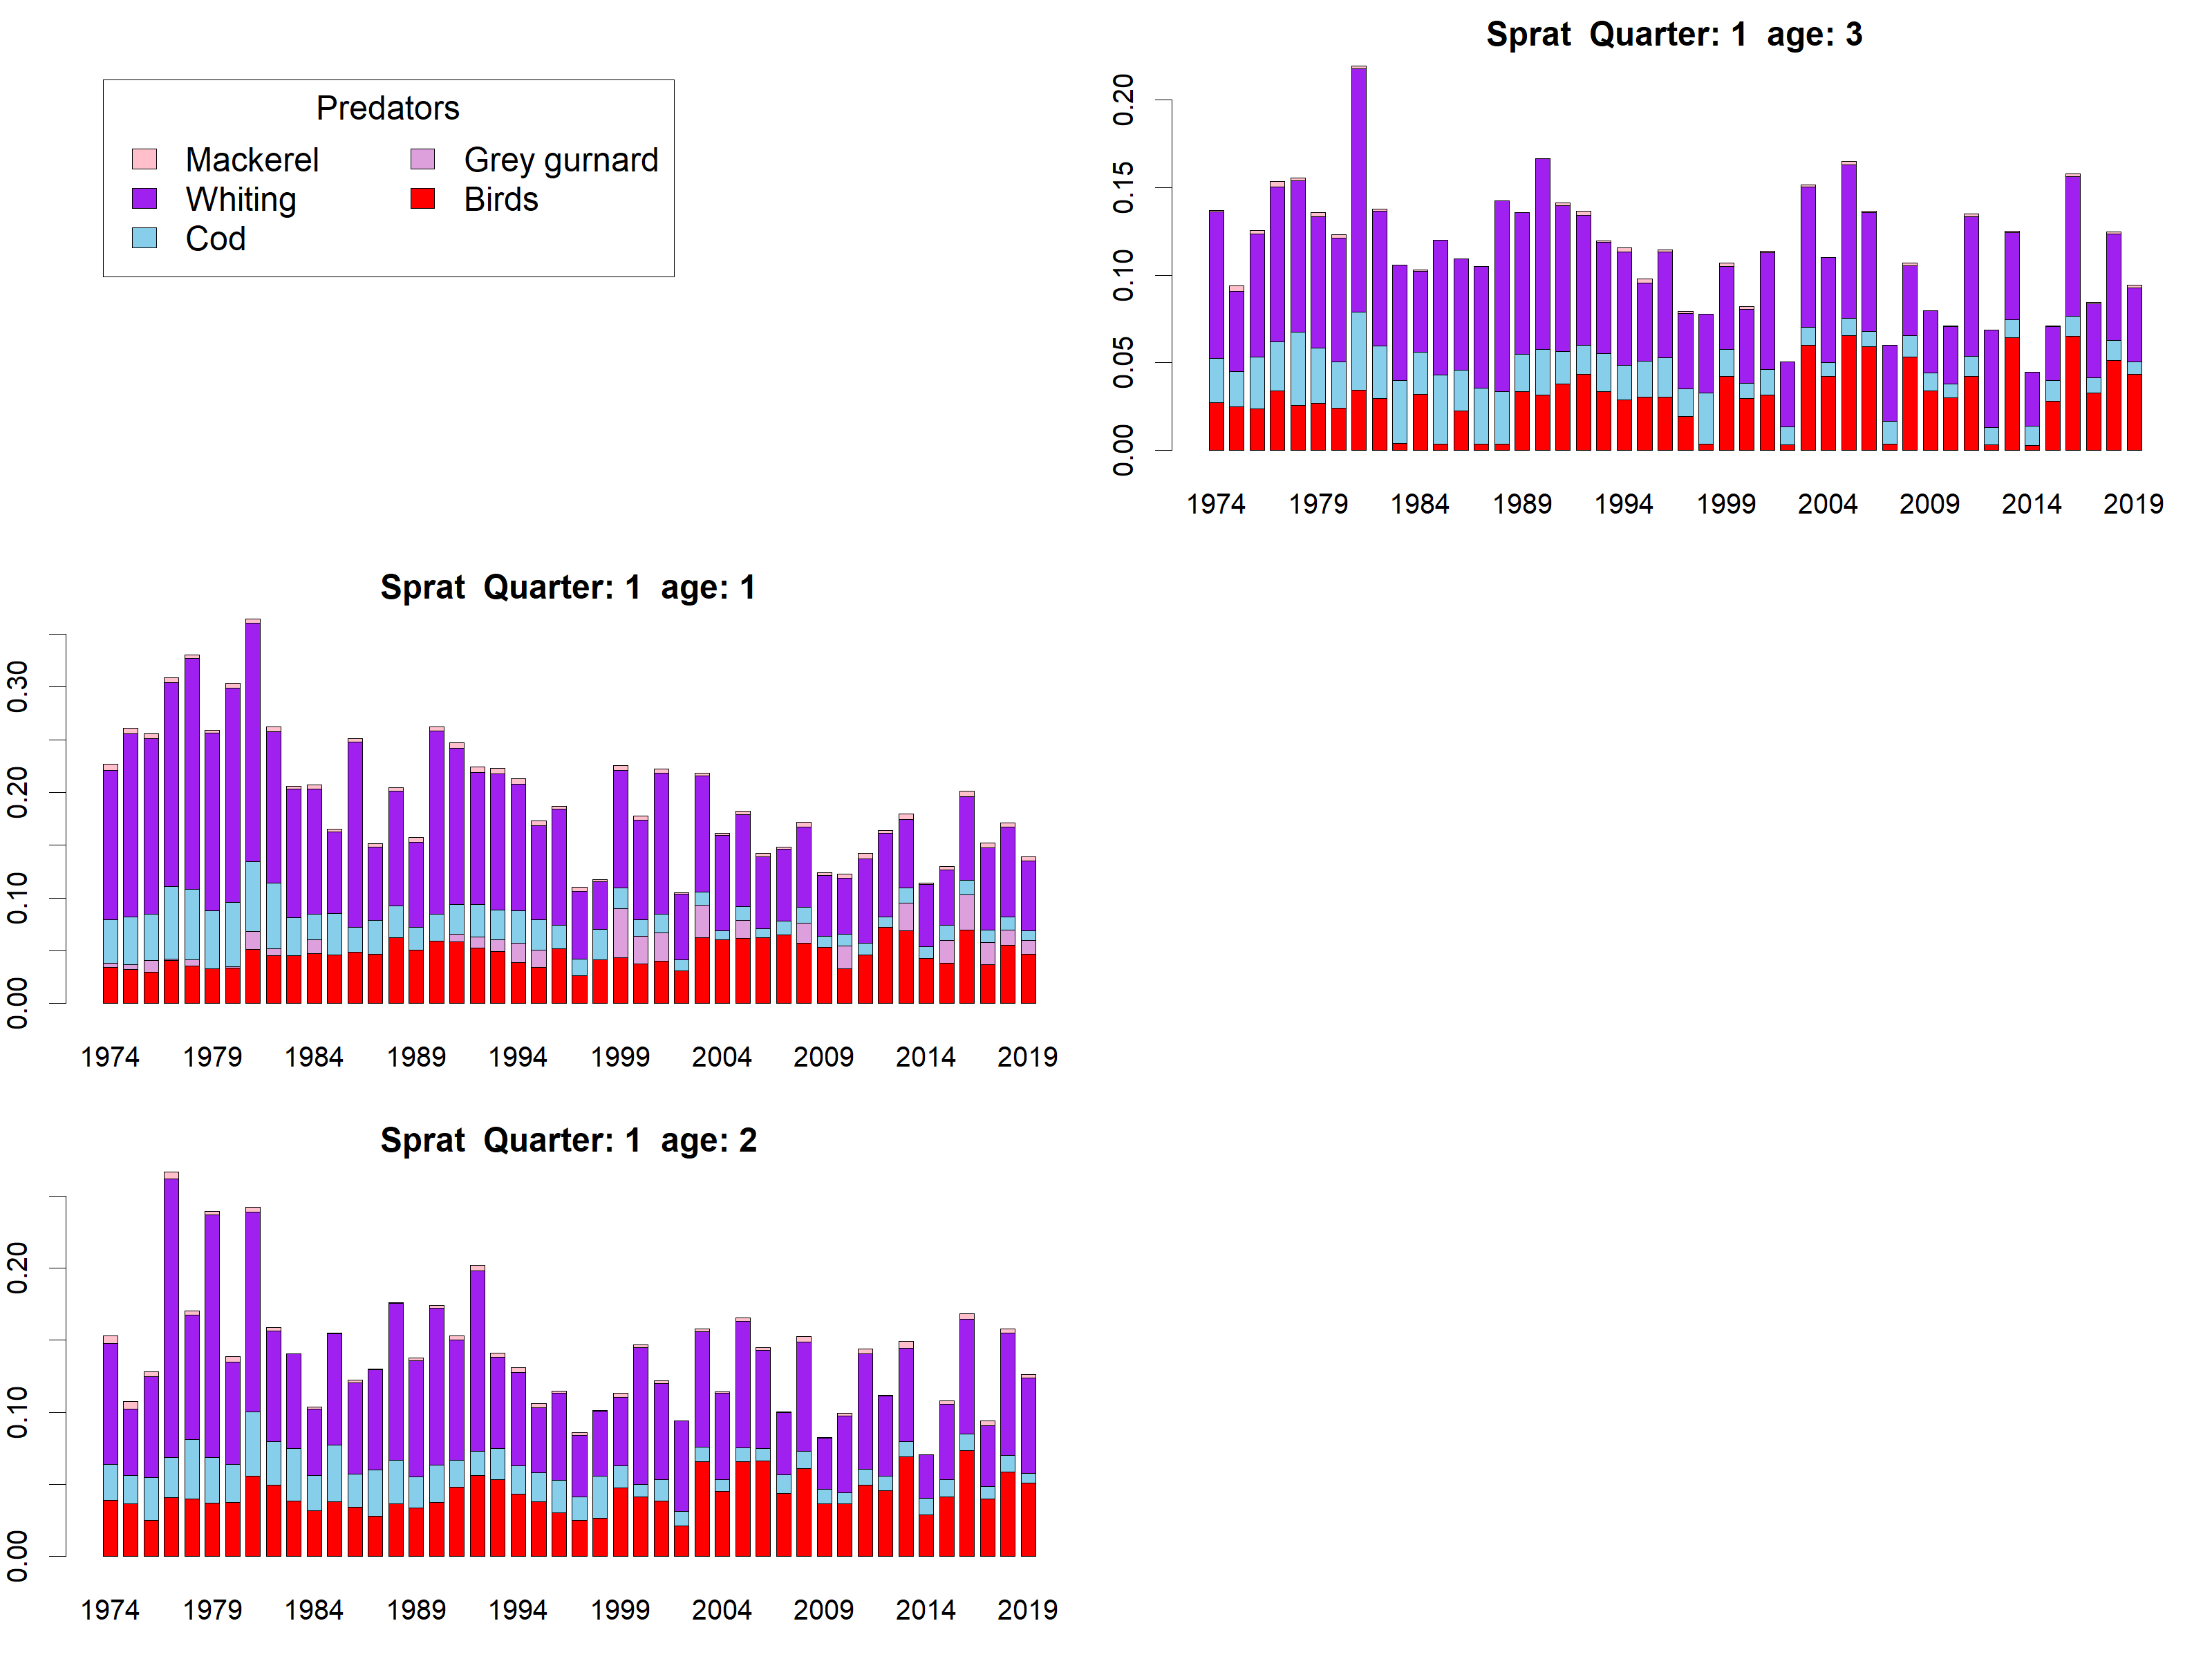 Predators
Mackerel Grey gurnard
Whiting Birds
Cod
Sprat Quarter: 1 age: 3
0.20
0.15
0.10
0.05
0.00
1974 1979 1984 1989 1994 1999 2004 2009 2014 2019
Sprat Quarter: 1 age: 1
0.30
0.20
0.10
0.00
1974 1979 1984 1989 1994 1999 2004 2009 2014 2019
Sprat Quarter: 1 age: 2
0.20
0.10
0.00
1974 1979 1984 1989 1994 1999 2004 2009 2014 2019